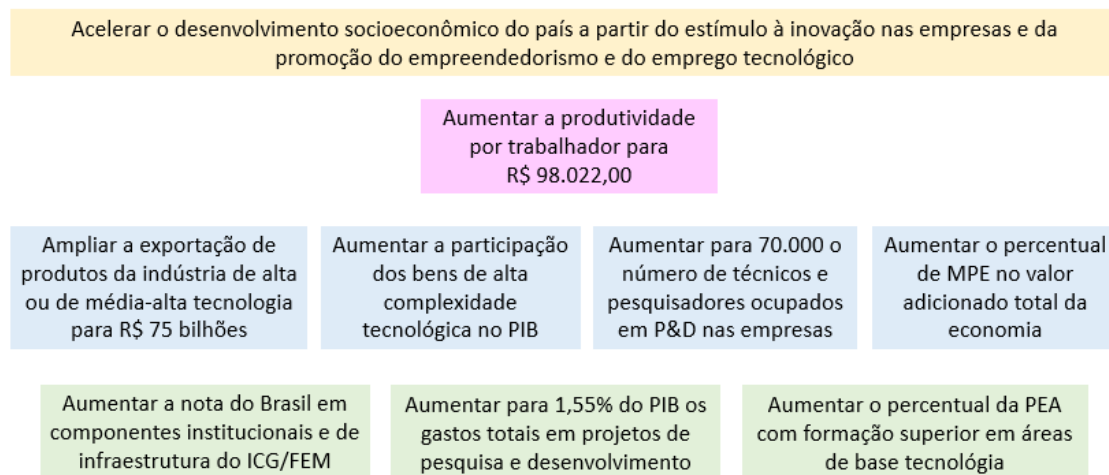 Acelerar o desenvolvimento socioeconômico do país a partir do estímulo à inovação nas empresas e da
promoção do empreendedorismo e do emprego tecnológico
Aumentar a produtividade
por trabalhador para
R$ 98.022,00
Ampliar a exportação de
produtos da indústria de alta
ou de média-alta tecnologia
para R$ 75 bilhões
Aumentar a participação
dos bens de alta
complexidade
tecnológica no PIB
Aumentar para 70.000 o
número de técnicos e
pesquisadores ocupados
em P&D nas empresas
Aumentar o percentual
de MPE no valor
adicionado total da
economia
Aumentar a nota do Brasil em
componentes institucionais e de
infraestrutura do ICG/FEM
Aumentar para 1,55% do PIB os
gastos totais em projetos de
pesquisa e desenvolvimento
Aumentar o percentual da PEA
com formação superior em áreas
de base tecnológia